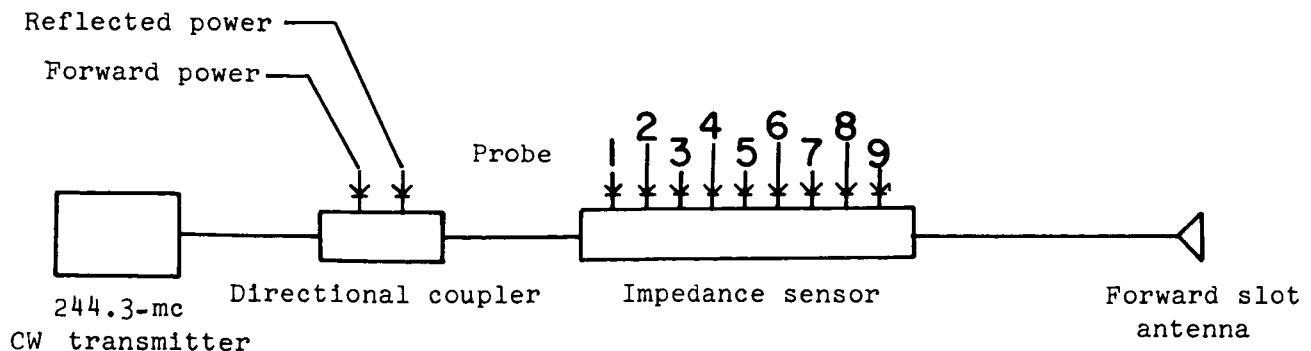 Reflected power
Forward power
Probe
1 2 3 4 5 6 7 8 9
244.3-mc
CW transmitter
Directional coupler
Impedance sensor
Forward slot
antenna